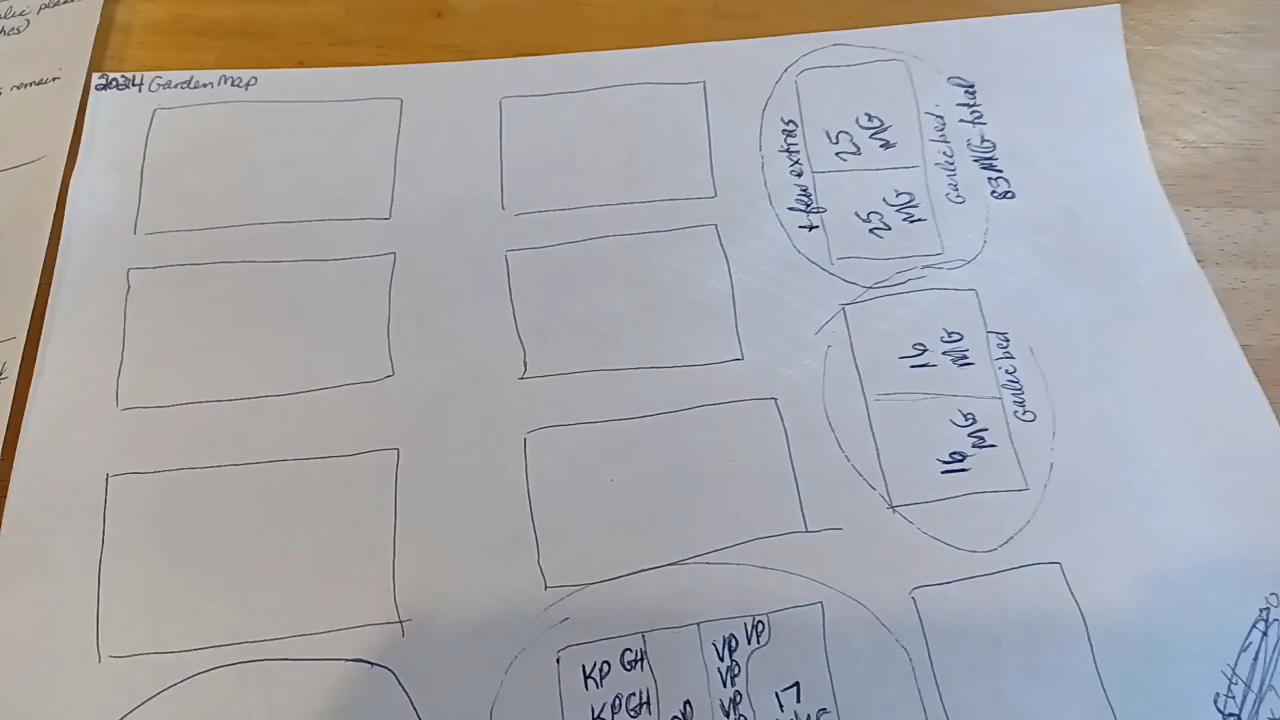 2024 Garden Map
+ few extras
25
MG
25
MG
Garlic bed.
83 MG total
16
MG
16
MG
Garlic bed
KP GH
KP GH
VP VP
VP
VP
17
remain